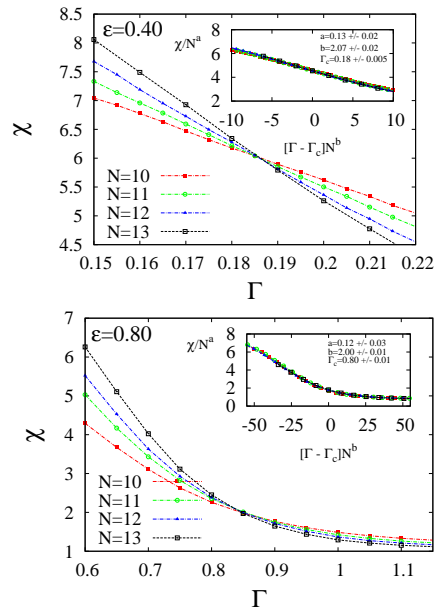 ε=0.40
χ/N^a
a=0.13 +/- 0.02
b=2.07 +/- 0.02
Γc=0.18 +/- 0.005
10
8
6
4
2
0
-10 -5 0 5 10
[Γ - Γc]N^b
8.5
8
7.5
7
6.5
6
5.5
5
4.5
χ
N=10
N=11
N=12
N=13
0.15 0.16 0.17 0.18 0.19 0.2 0.21 0.22
Γ
ε=0.80
χ/N^a
a=0.12 +/- 0.03
b=2.00 +/- 0.01
Γc=0.80 +/- 0.01
8
6
4
2
0
-50 -25 0 25 50
[Γ - Γc]N^b
7
6
5
4
3
2
1
χ
N=10
N=11
N=12
N=13
0.6 0.7 0.8 0.9 1 1.1
Γ